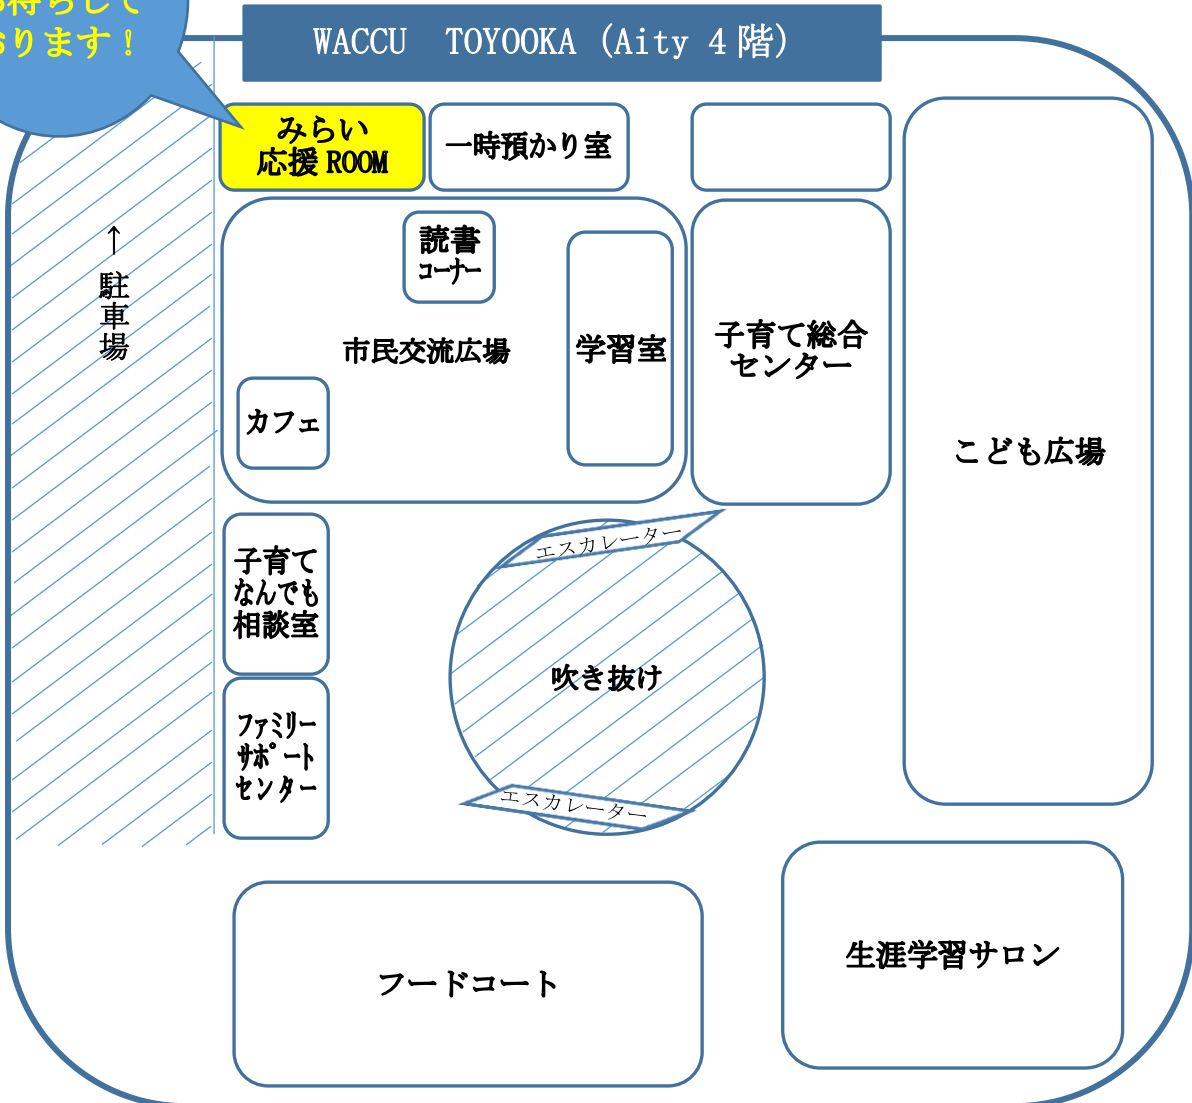 お待ちして
おります！
WACCU TOYOOKA (Aity 4階)
みらい
応援ROOM
一時預かり室
↑
駐車場
読書
コーナー
市民交流広場
学習室
カフェ
子育て総合
センター
こども広場
エスカレーター
子育て
なんでも
相談室
吹き抜け
ファミリー
サポート
センター
エスカレーター
フードコート
生涯学習サロン